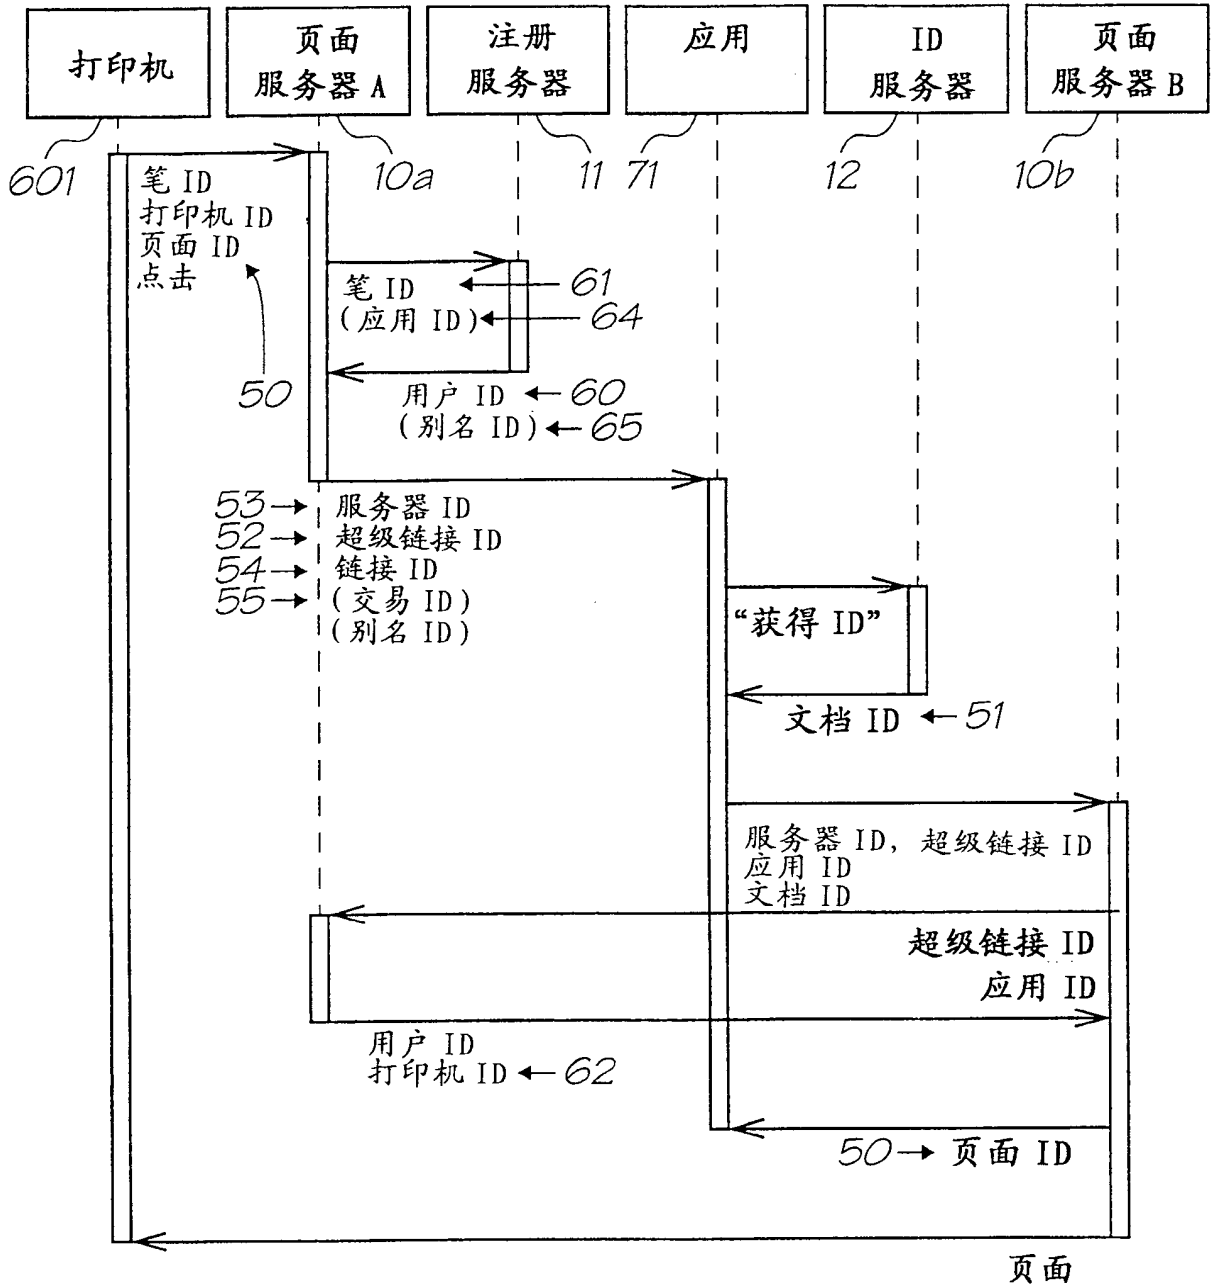 打印机
页面
服务器 A
注册
服务器
应用
ID
服务器
页面
服务器 B
601
10a
11
71
12
10b
笔 ID
打印机 ID
页面 ID
点击
50
笔 ID
61
(应用 ID)
64
用户 ID
60
(别名 ID)
65
53
服务器 ID
52
超级链接 ID
54
链接 ID
55
(交易 ID)
(别名 ID)
“获得 ID”
文档 ID
51
服务器 ID, 超级链接 ID
应用 ID
文档 ID
超级链接 ID
应用 ID
用户 ID
打印机 ID
62
50
页面 ID
页面